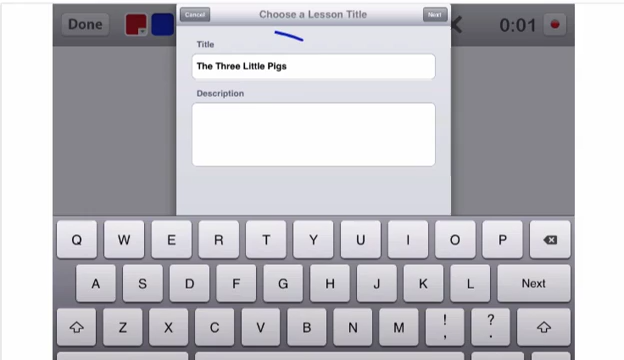 Done
Cancel
Choose a Lesson Title
Next
0:01
Title
The Three Little Pigs
Description
Q W E R T Y U I O P
A S D F G H J K L Next
Z X C V B N M ! , ? .